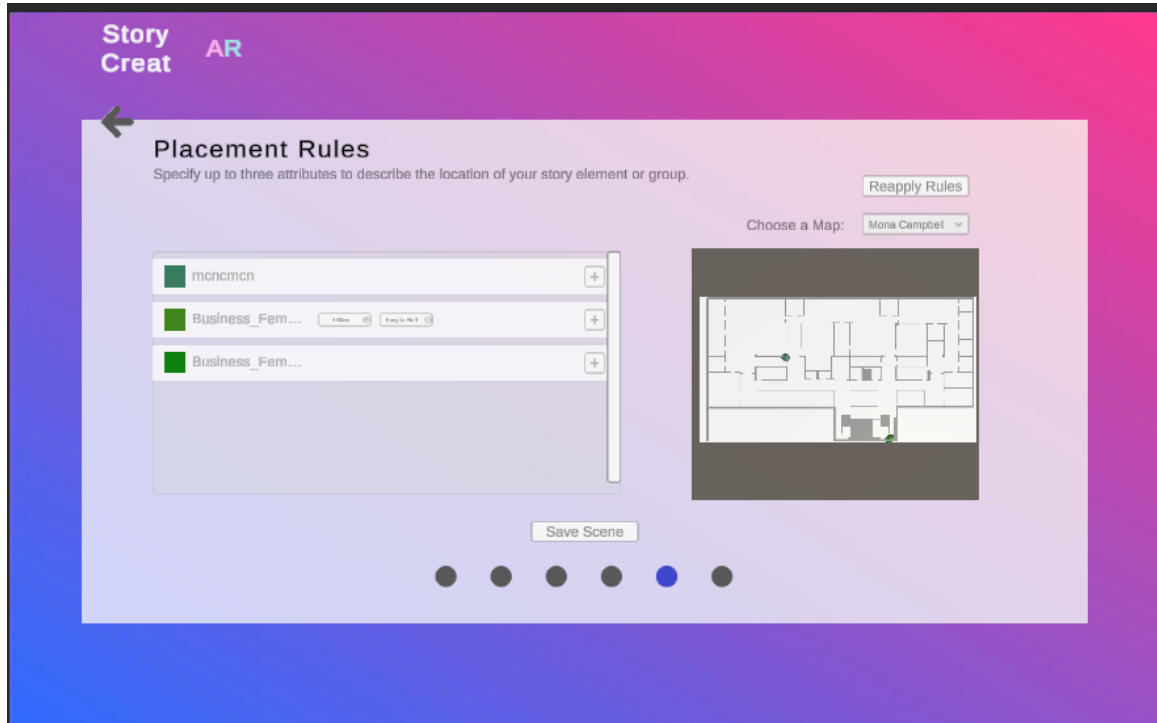 Story
Creat
AR
Placement Rules
Specify up to three attributes to describe the location of your story element or group.
Reapply Rules
Choose a Map: Mona Campbell
mcncmcn
+
Business_Fem...
+
Business_Fem...
+
Save Scene